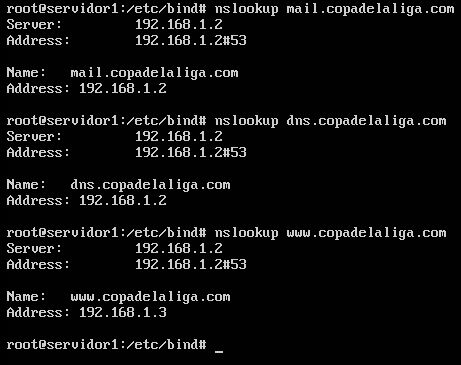 root@servidor1:/etc/bind# nslookup mail.copadelaliga.com
Server:         192.168.1.2
Address:        192.168.1.2#53

Name:   mail.copadelaliga.com
Address: 192.168.1.2

root@servidor1:/etc/bind# nslookup dns.copadelaliga.com
Server:         192.168.1.2
Address:        192.168.1.2#53

Name:   dns.copadelaliga.com
Address: 192.168.1.2

root@servidor1:/etc/bind# nslookup www.copadelaliga.com
Server:         192.168.1.2
Address:        192.168.1.2#53

Name:   www.copadelaliga.com
Address: 192.168.1.3

root@servidor1:/etc/bind# _